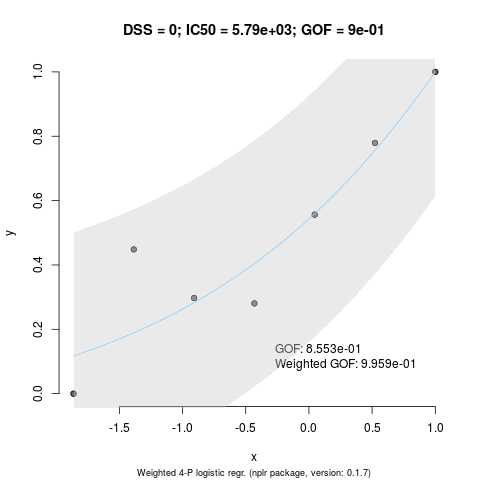 DSS = 0; IC50 = 5.79e+03; GOF = 9e-01
1.0
0.8
0.6
0.4
0.2
0.0
y
GOF: 8.553e-01
Weighted GOF: 9.959e-01
-1.5 -1.0 -0.5 0.0 0.5 1.0
x
Weighted 4-P logistic regr. (nplr package, version: 0.1.7)